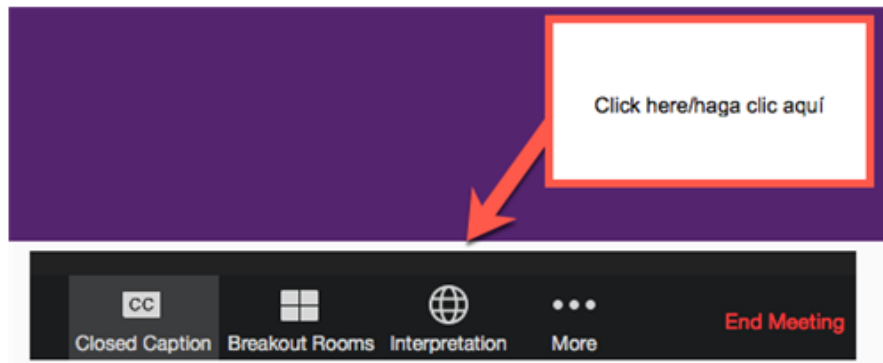 Click here/haga clic aquí
CC
Closed Caption
Breakout Rooms
Interpretation
More
End Meeting